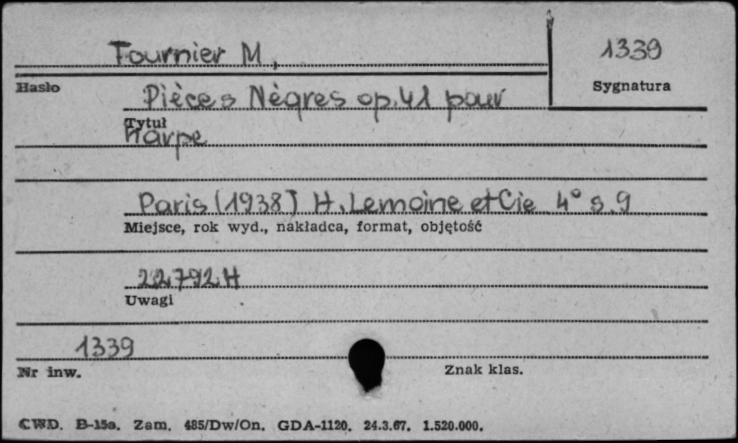 Fournier M.,
1339
Hasło
Sygnatura
Pièces Nègres op.41 pour
Tytuł
Harpe
Paris (1938) H. Lemoine et Cie 4° s. 9
Miejsce, rok wyd., nakładca, format, objętość
22.792.H
Uwagi
1339
Nr inw.
Znak klas.
CWD. B-15a. Zam. 485/Dw/On. GDA-1120. 24.3.67. 1.520.000.